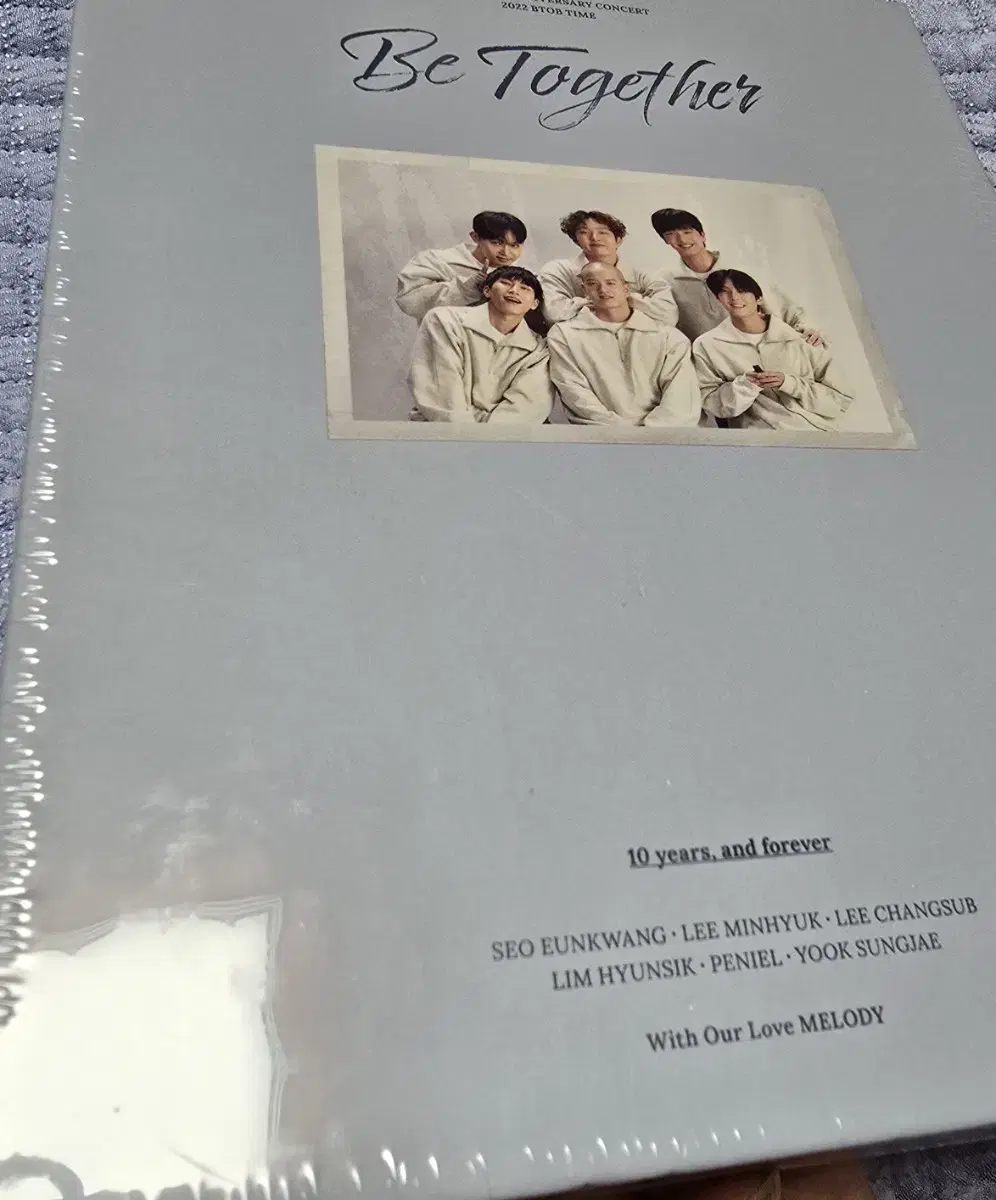 CONCERT
2022 BTOB TIME
Be Together
10 years, and forever
SEO EUNKWANG · LEE MINHYUK · LEE CHANGSUB
LIM HYUNSIK · PENIEL · YOOK SUNGJAE
With Our Love MELODY